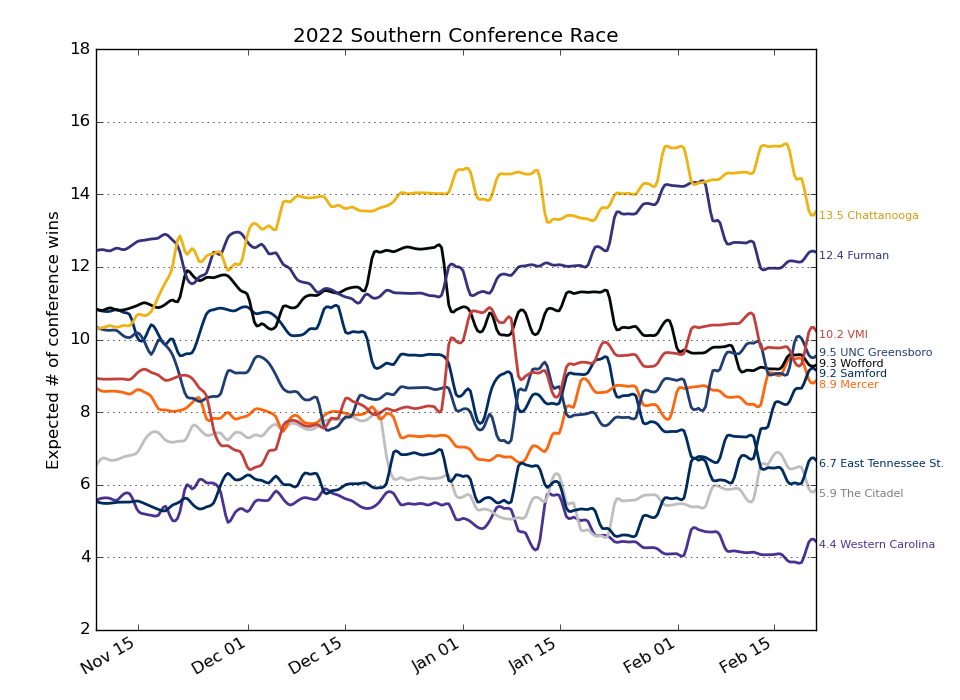 2022 Southern Conference Race
Expected # of conference wins
18
16
14
12
10
8
6
4
2
Nov 15
Dec 01
Dec 15
Jan 01
Jan 15
Feb 01
Feb 15
13.5 Chattanooga
12.4 Furman
10.2 VMI
9.5 UNC Greensboro
9.3 Wofford
9.2 Samford
8.9 Mercer
6.7 East Tennessee St.
5.9 The Citadel
4.4 Western Carolina